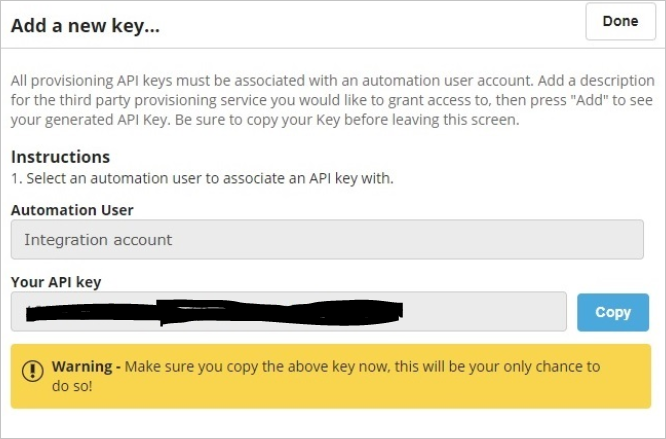 Add a new key...
Done
All provisioning API keys must be associated with an automation user account. Add a description
for the third party provisioning service you would like to grant access to, then press "Add" to see
your generated API Key. Be sure to copy your Key before leaving this screen.
Instructions
1. Select an automation user to associate an API key with.
Automation User
Integration account
Your API key
Copy
Warning - Make sure you copy the above key now, this will be your only chance to
do so!